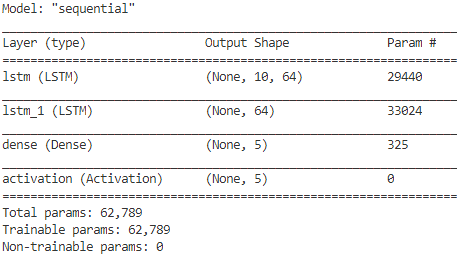 Model: "sequential"
Layer (type) Output Shape Param #
lstm (LSTM) (None, 10, 64) 29440
lstm_1 (LSTM) (None, 64) 33024
dense (Dense) (None, 5) 325
activation (Activation) (None, 5) 0
Total params: 62,789
Trainable params: 62,789
Non-trainable params: 0